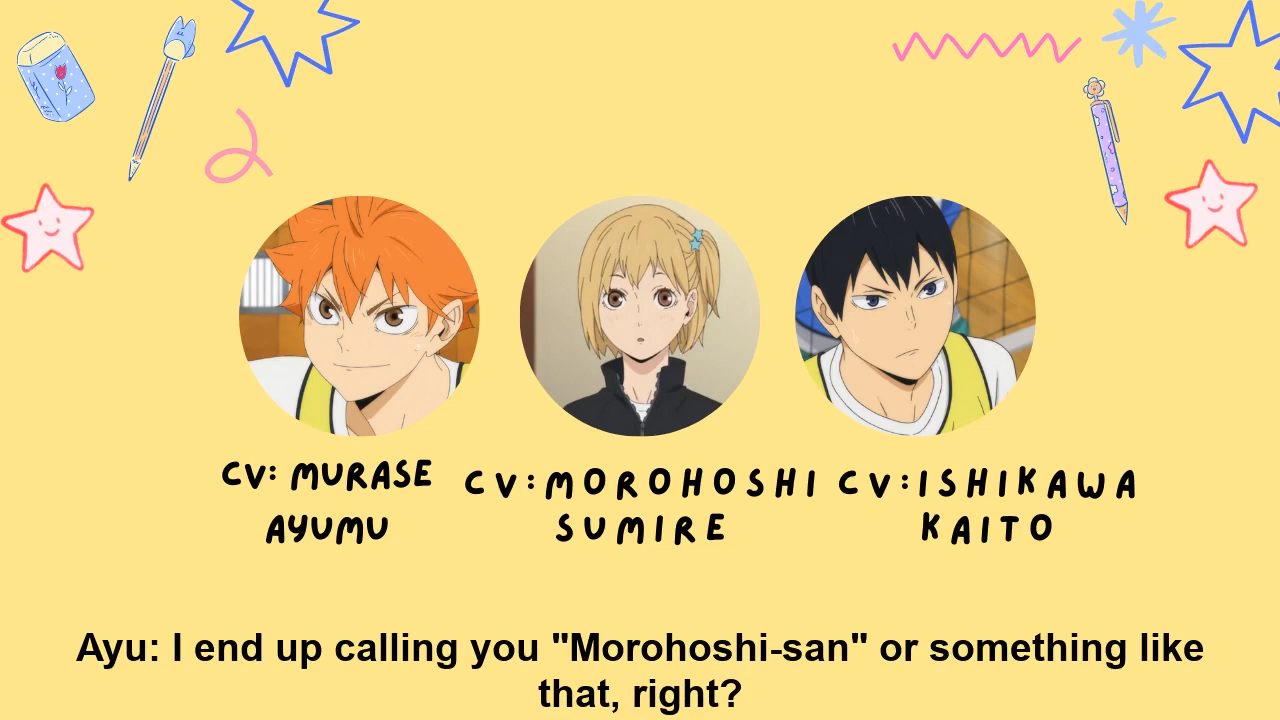 CV: MURASE
AYUMU
CV:MOROHOSHI
SUMIRE
CV:ISHIKAWA
KAITO
Ayu: I end up calling you "Morohoshi-san" or something like
that, right?